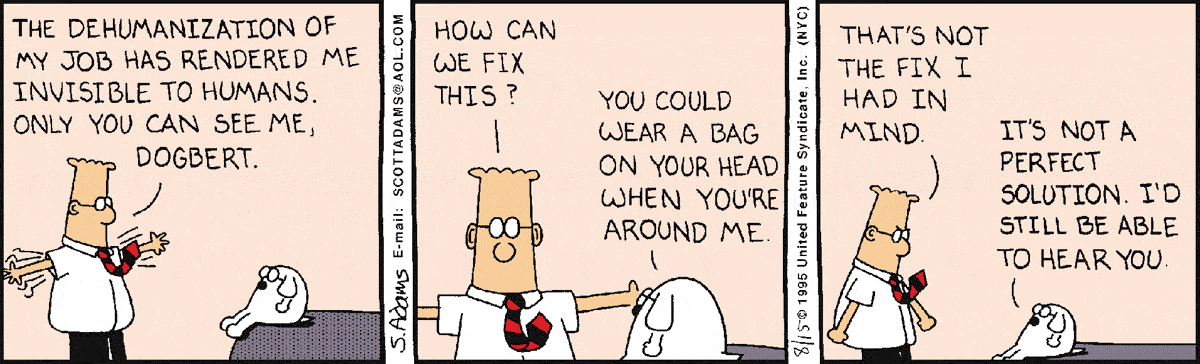 THE DEHUMANIZATION OF
MY JOB HAS RENDERED ME
INVISIBLE TO HUMANS.
ONLY YOU CAN SEE ME,
DOGBERT.
S.Adams E-mail: SCOTTADAMS@AOL.COM
HOW CAN
WE FIX
THIS?
YOU COULD
WEAR A BAG
ON YOUR HEAD
WHEN YOU'RE
AROUND ME.
8/15 © 1995 United Feature Syndicate, Inc. (NYC)
THAT'S NOT
THE FIX I
HAD IN
MIND.
IT'S NOT A
PERFECT
SOLUTION. I'D
STILL BE ABLE
TO HEAR YOU.